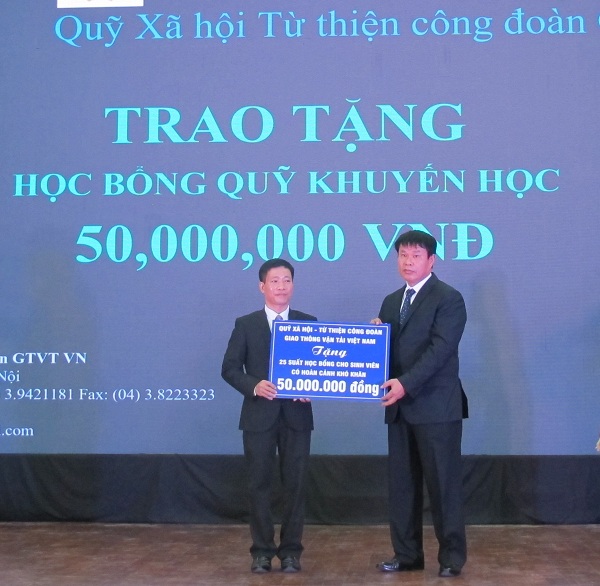 Quỹ Xã hội Từ thiện công đoàn
TRAO TẶNG
HỌC BỔNG QUỸ KHUYẾN HỌC
50,000,000 VNĐ
GTVT VN
Nội
3.9421181 Fax: (04) 3.8223323
.com
QUỸ XÃ HỘI - TỪ THIỆN CÔNG ĐOÀN
GIAO THÔNG VẬN TẢI VIỆT NAM
Tặng
25 SUẤT HỌC BỔNG CHO SINH VIÊN
CÓ HOÀN CẢNH KHÓ KHĂN
50.000.000 đồng